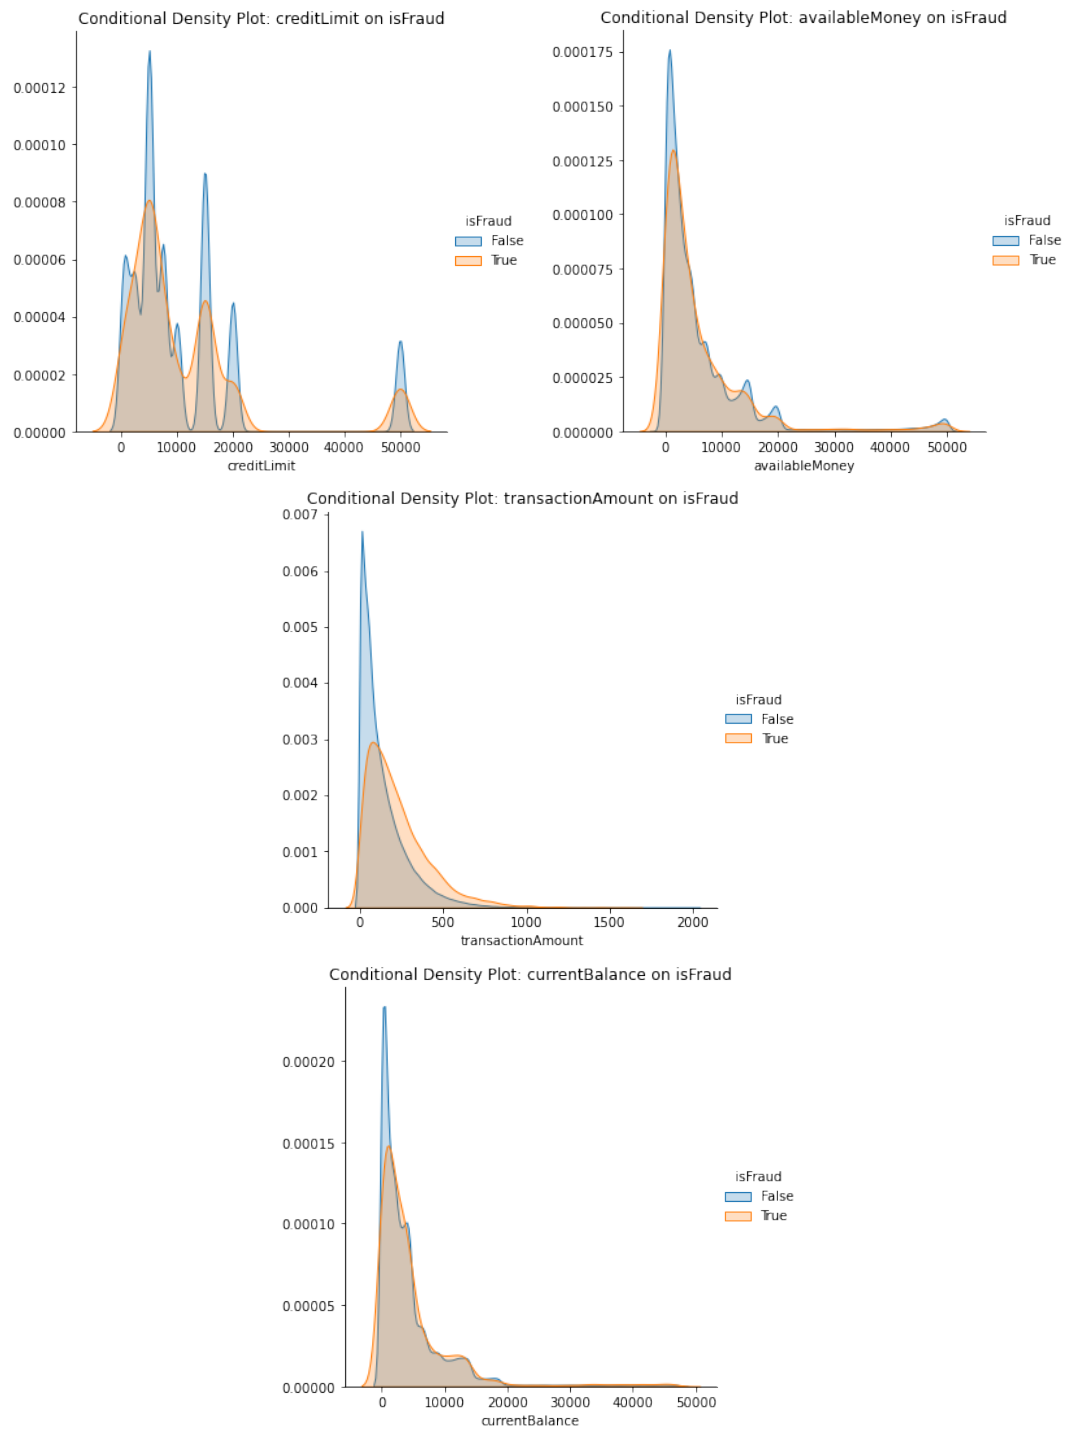 Conditional Density Plot: creditLimit on isFraud
0.00012
0.00010
0.00008
0.00006
0.00004
0.00002
0.00000
0 10000 20000 30000 40000 50000
creditLimit
isFraud
False
True
Conditional Density Plot: availableMoney on isFraud
0.000175
0.000150
0.000125
0.000100
0.000075
0.000050
0.000025
0.000000
0 10000 20000 30000 40000 50000
availableMoney
isFraud
False
True
Conditional Density Plot: transactionAmount on isFraud
0.007
0.006
0.005
0.004
0.003
0.002
0.001
0.000
0 500 1000 1500 2000
transactionAmount
isFraud
False
True
Conditional Density Plot: currentBalance on isFraud
0.00020
0.00015
0.00010
0.00005
0.00000
0 10000 20000 30000 40000 50000
currentBalance
isFraud
False
True